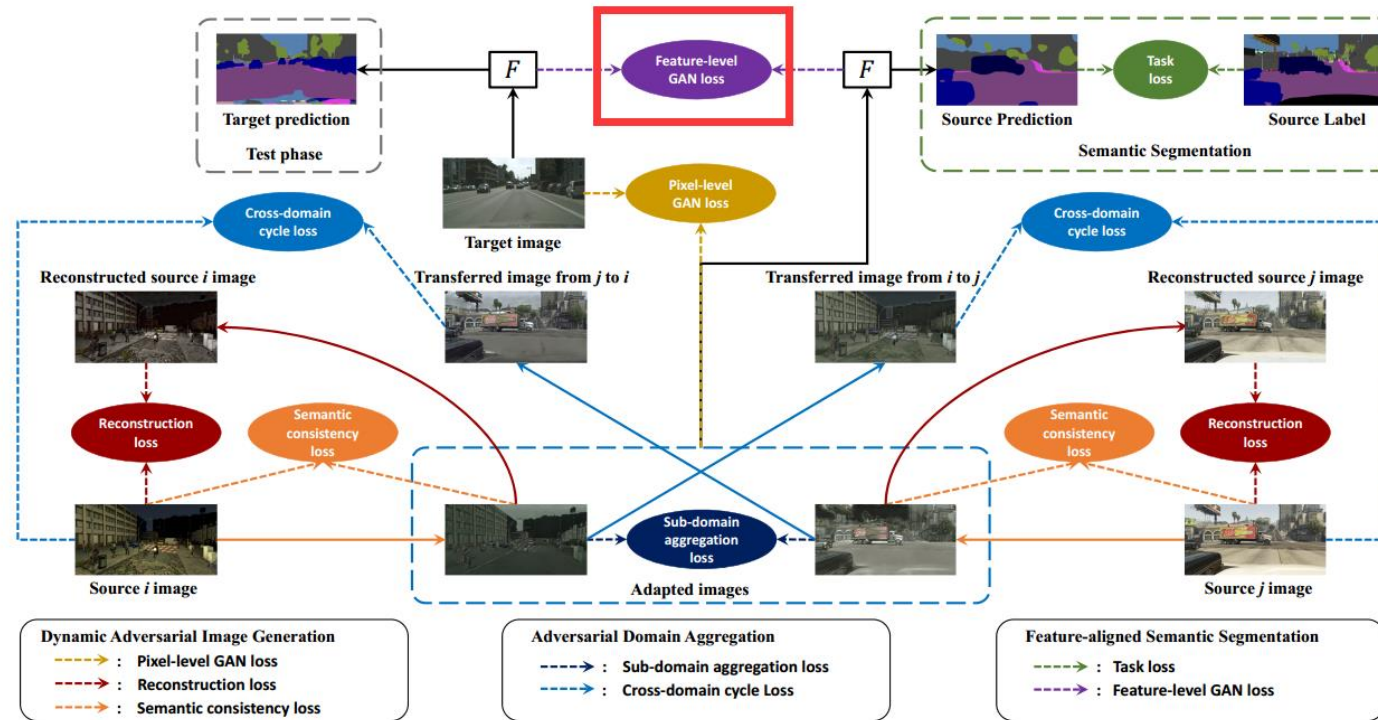 F
Feature-level
GAN loss
F
Task
loss
Target prediction
Source Prediction
Source Label
Test phase
Semantic Segmentation
Pixel-level
GAN loss
Cross-domain
cycle loss
Cross-domain
cycle loss
Target image
Reconstructed source i image
Transferred image from j to i
Transferred image from i to j
Reconstructed source j image
Reconstruction
loss
Semantic
consistency
loss
Semantic
consistency
loss
Reconstruction
loss
Sub-domain
aggregation
loss
Source i image
Adapted images
Source j image
Dynamic Adversarial Image Generation
: Pixel-level GAN loss
: Reconstruction loss
: Semantic consistency loss
Adversarial Domain Aggregation
: Sub-domain aggregation loss
: Cross-domain cycle Loss
Feature-aligned Semantic Segmentation
: Task loss
: Feature-level GAN loss